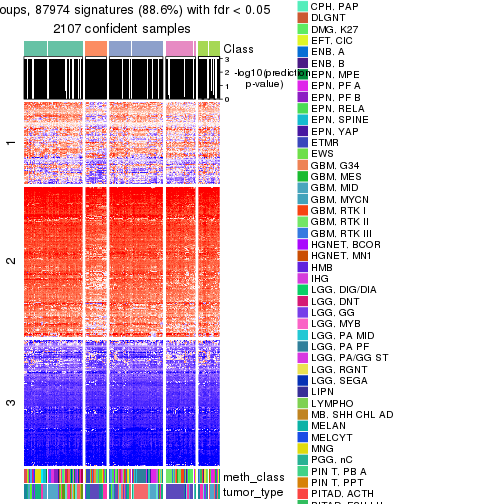 oups, 87974 signatures (88.6%) with fdr < 0.05
2107 confident samples
Class
3
2
1
0
-log10(prediction
p-value)
1
2
3
meth_class
tumor_type
CPH. PAP
DLGNT
DMG. K27
EFT. CIC
ENB. A
ENB. B
EPN. MPE
EPN. PF A
EPN. PF B
EPN. RELA
EPN. SPINE
EPN. YAP
ETMR
EWS
GBM. G34
GBM. MES
GBM. MID
GBM. MYCN
GBM. RTK I
GBM. RTK II
GBM. RTK III
HGNET. BCOR
HGNET. MN1
HMB
IHG
LGG. DIG/DIA
LGG. DNT
LGG. GG
LGG. MYB
LGG. PA MID
LGG. PA PF
LGG. PA/GG ST
LGG. RGNT
LGG. SEGA
LIPN
LYMPHO
MB. SHH CHL AD
MELAN
MELCYT
MNG
PGG. nC
PIN T. PB A
PIN T. PPT
PITAD. ACTH